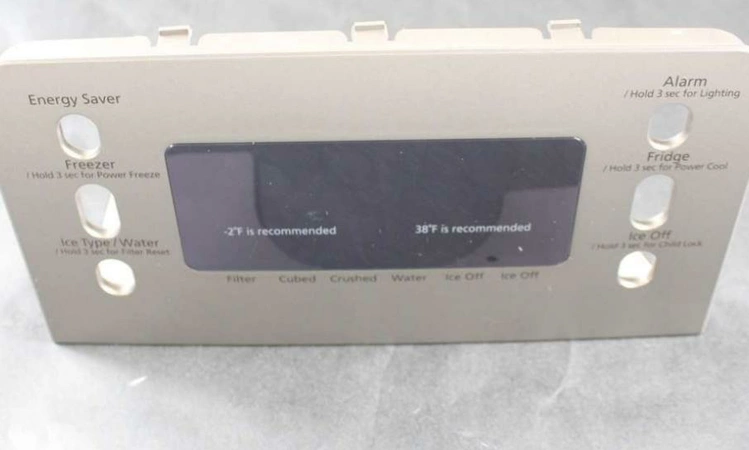 Energy Saver
Freezer
/ Hold 3 sec for Power Freeze
Ice Type / Water
/ Hold 3 sec for Filter Reset
-2°F is recommended
38°F is recommended
Filter Cubed Crushed Water Ice Off Ice Off
Alarm
/ Hold 3 sec for Lighting
Fridge
/ Hold 3 sec for Power Cool
Ice Off
/ Hold 3 sec for Child Lock